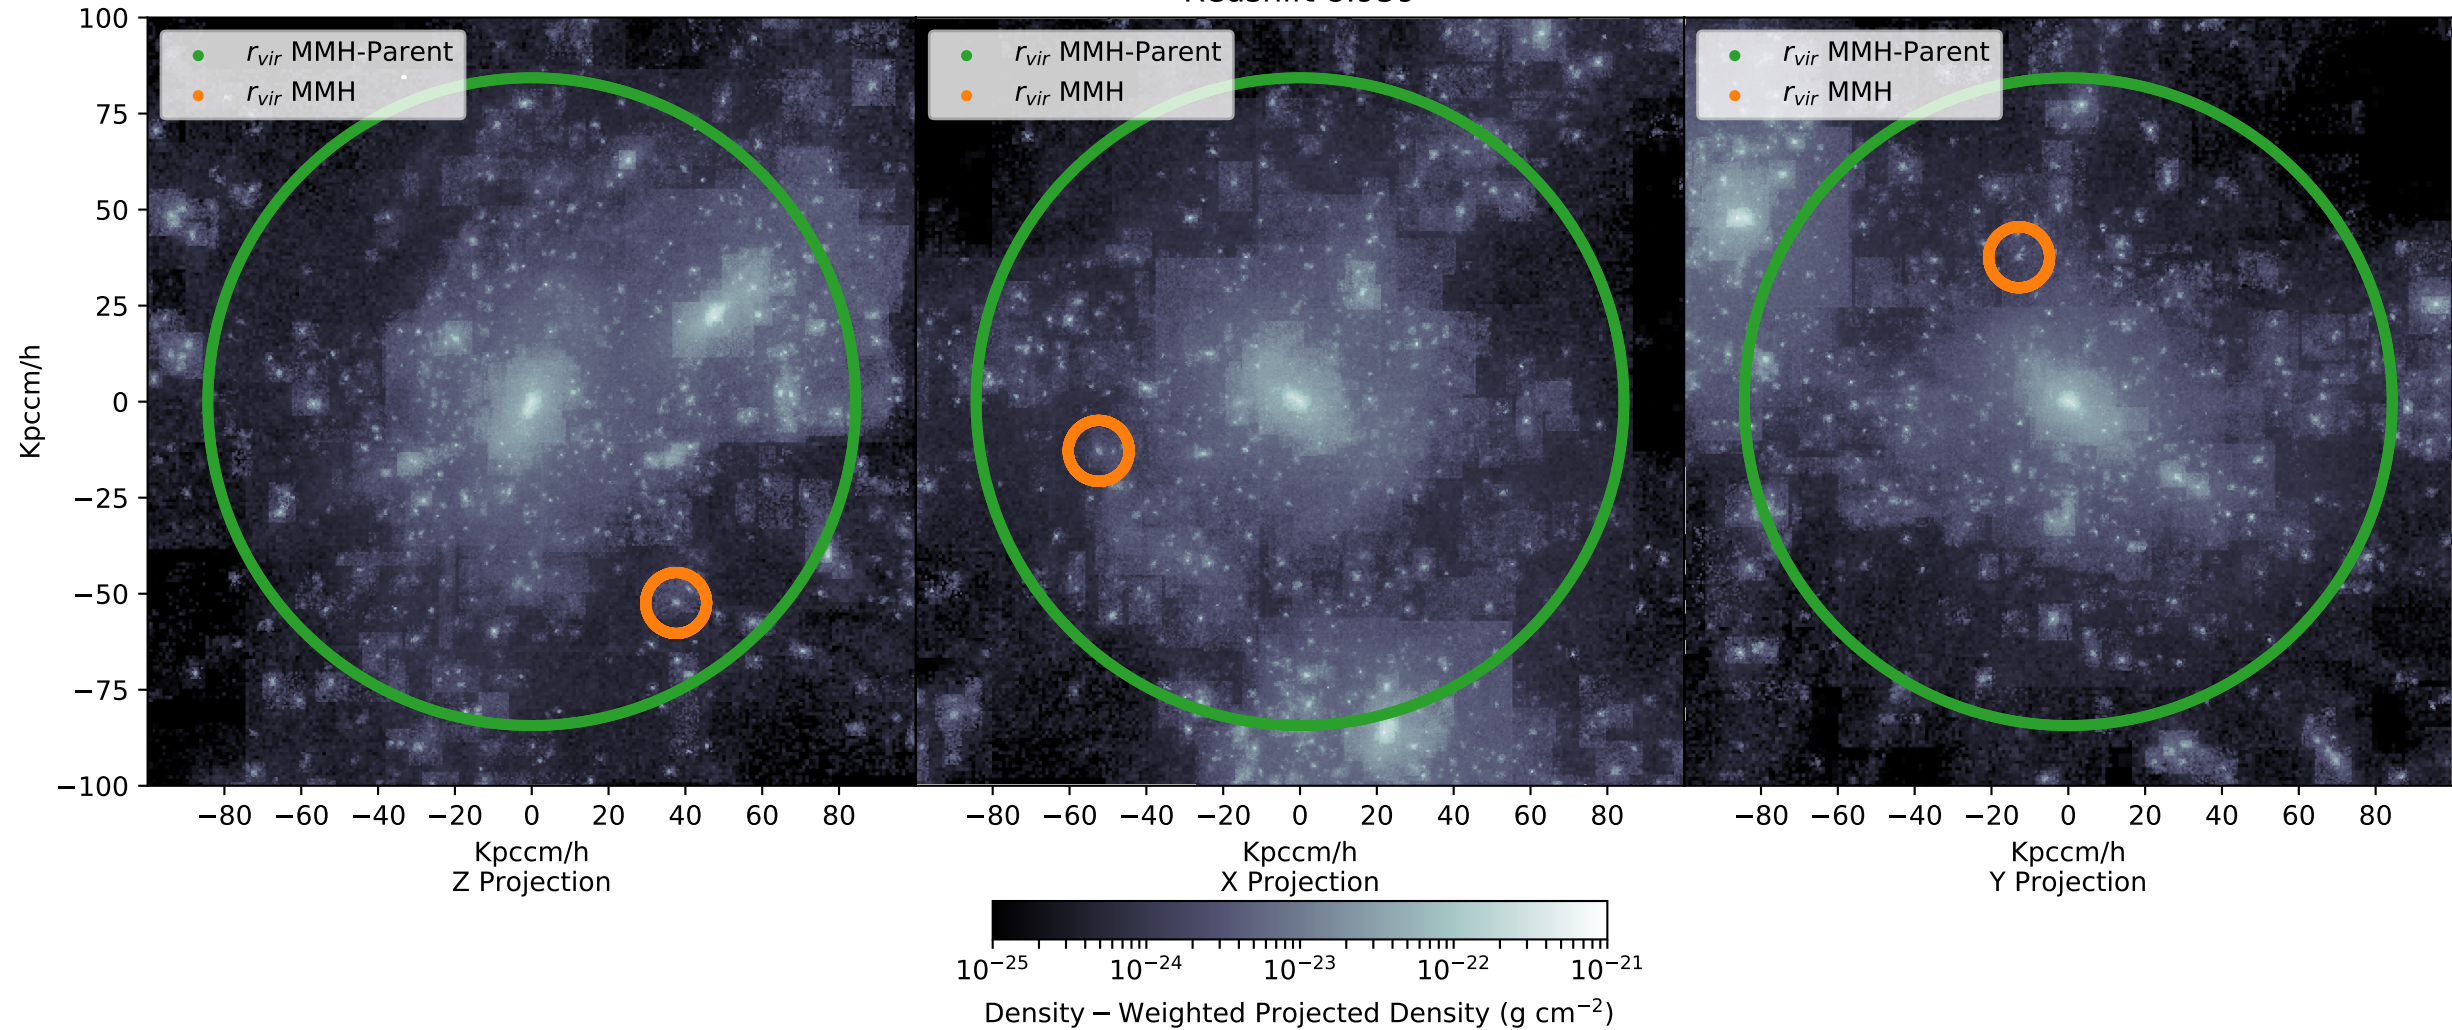 100
75
50
25
0
−25
−50
−75
−100
Kpccm/h
r_vir MMH-Parent
r_vir MMH
r_vir MMH-Parent
r_vir MMH
r_vir MMH-Parent
r_vir MMH
−80 −60 −40 −20 0 20 40 60 80
−80 −60 −40 −20 0 20 40 60 80
−80 −60 −40 −20 0 20 40 60 80
Kpccm/h
Z Projection
Kpccm/h
X Projection
Kpccm/h
Y Projection
10⁻²⁵ 10⁻²⁴ 10⁻²³ 10⁻²² 10⁻²¹
Density − Weighted Projected Density (g cm⁻²)